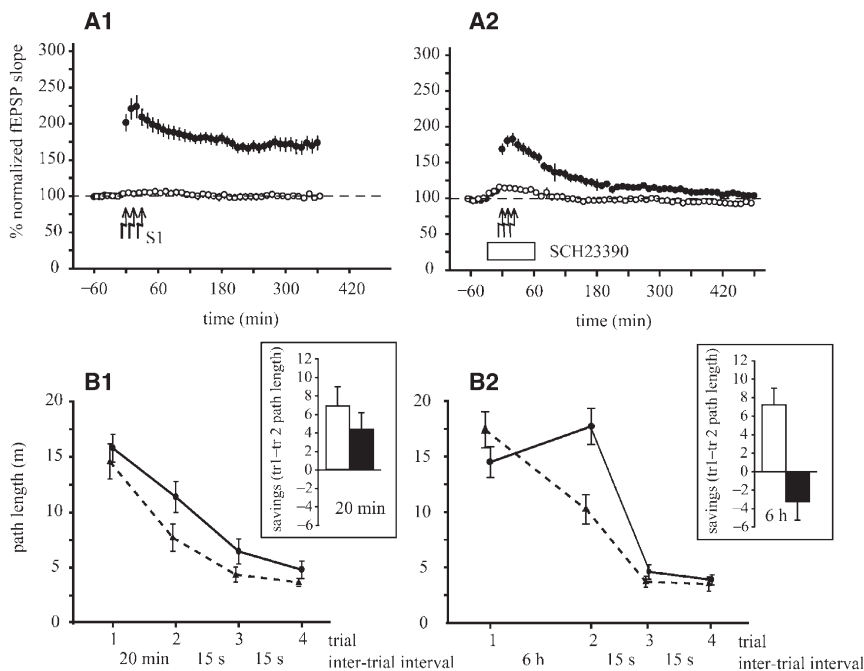 A1
% normalized fEPSP slope
300
250
200
150
100
50
0
S1
−60 60 180 300 420
time (min)
A2
300
250
200
150
100
50
0
SCH23390
−60 60 180 300 420
time (min)
B1
path length (m)
20
15
10
5
0
1 2 3 4 trial
20 min 15 s 15 s inter-trial interval
savings (tr1−tr 2 path length)
12
10
8
6
4
2
0
−2
−4
−6
20 min
B2
20
15
10
5
0
1 2 3 4 trial
6 h 15 s 15 s inter-trial interval
savings (tr1−tr 2 path length)
12
10
8
6
4
2
0
−2
−4
−6
6 h